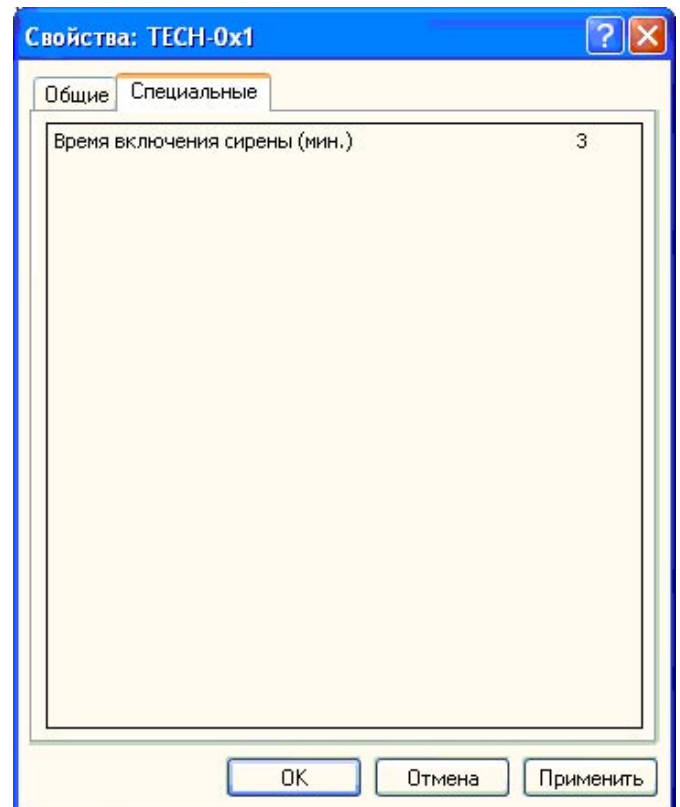 Свойства: TECH-0x1
Общие Специальные
Время включения сирены (мин.) 3
OK Отмена Применить